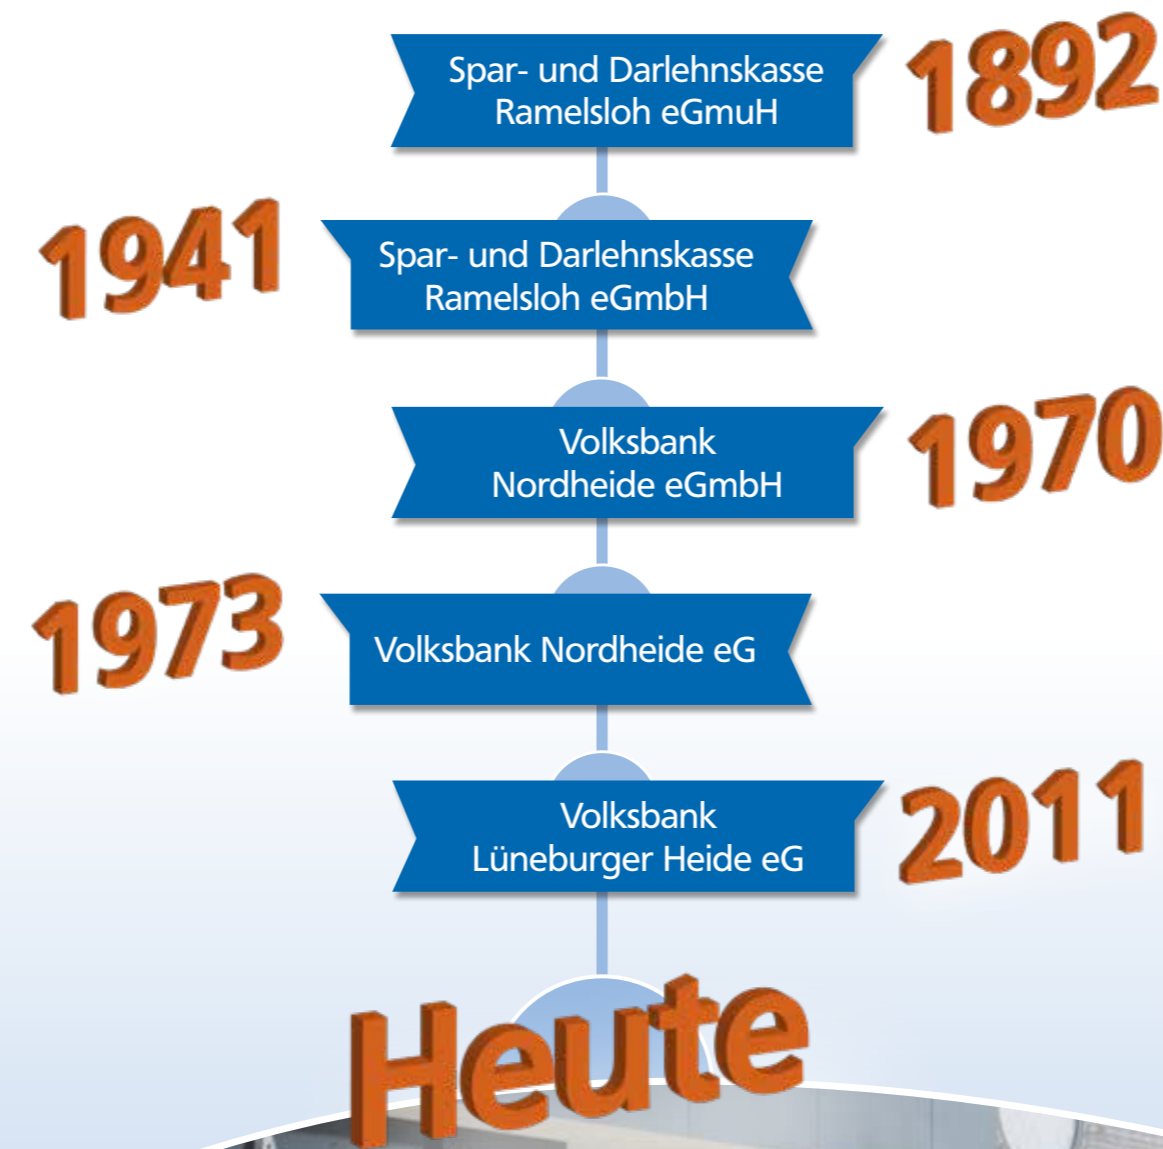 Spar- und Darlehnskasse
Ramelsloh eGmuH
1892
1941
Spar- und Darlehnskasse
Ramelsloh eGmbH
Volksbank
Nordheide eGmbH
1970
1973
Volksbank Nordheide eG
Volksbank
Lüneburger Heide eG
2011
Heute